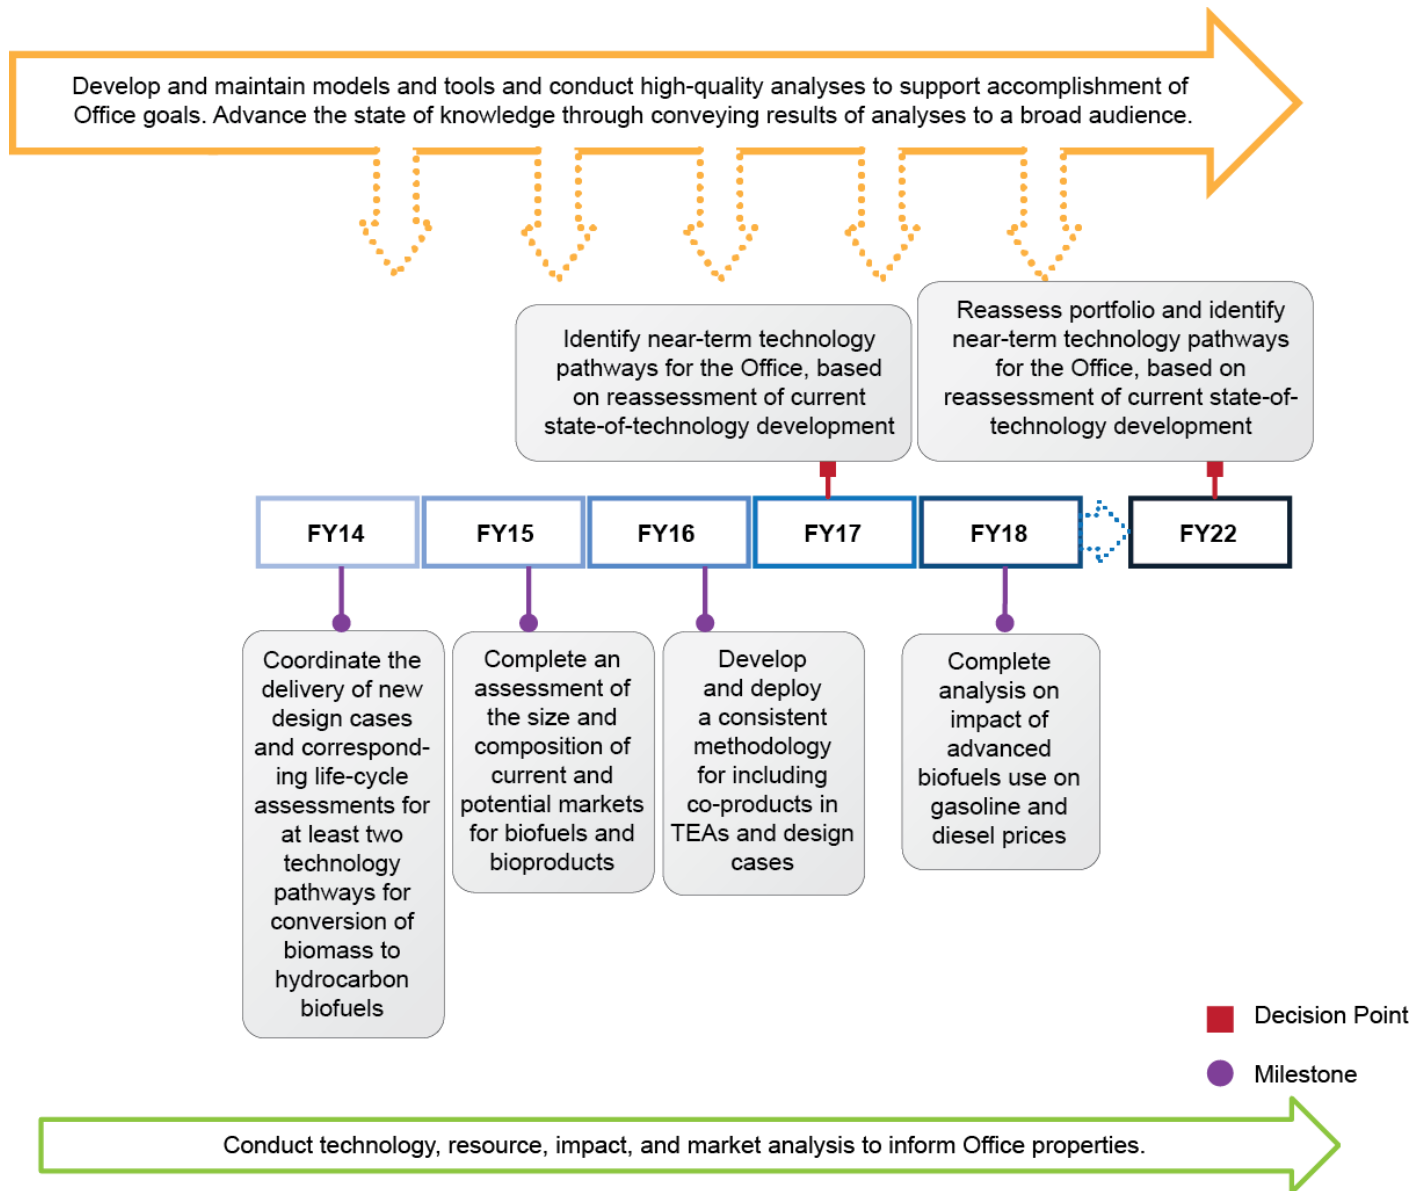 Develop and maintain models and tools and conduct high-quality analyses to support accomplishment of
Office goals. Advance the state of knowledge through conveying results of analyses to a broad audience.
Identify near-term technology
pathways for the Office, based
on reassessment of current
state-of-technology development
Reassess portfolio and identify
near-term technology pathways
for the Office, based on
reassessment of current state-of-
technology development
FY14
FY15
FY16
FY17
FY18
FY22
Coordinate the
delivery of new
design cases
and correspond-
ing life-cycle
assessments for
at least two
technology
pathways for
conversion of
biomass to
hydrocarbon
biofuels
Complete an
assessment of
the size and
composition of
current and
potential markets
for biofuels and
bioproducts
Develop
and deploy
a consistent
methodology
for including
co-products in
TEAs and design
cases
Complete
analysis on
impact of
advanced
biofuels use on
gasoline and
diesel prices
Decision Point
Milestone
Conduct technology, resource, impact, and market analysis to inform Office properties.